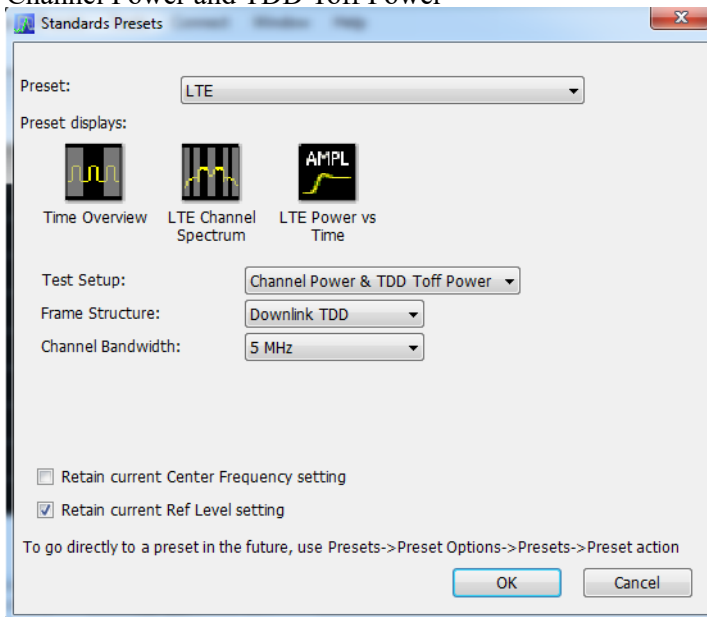 Channel Power and TDD Toff Power
Standards Presets
Preset: LTE
Preset displays:
AMPL
Time Overview LTE Channel Spectrum LTE Power vs Time
Test Setup: Channel Power & TDD Toff Power
Frame Structure: Downlink TDD
Channel Bandwidth: 5 MHz
Retain current Center Frequency setting
Retain current Ref Level setting
To go directly to a preset in the future, use Presets->Preset Options->Presets->Preset action
OK Cancel